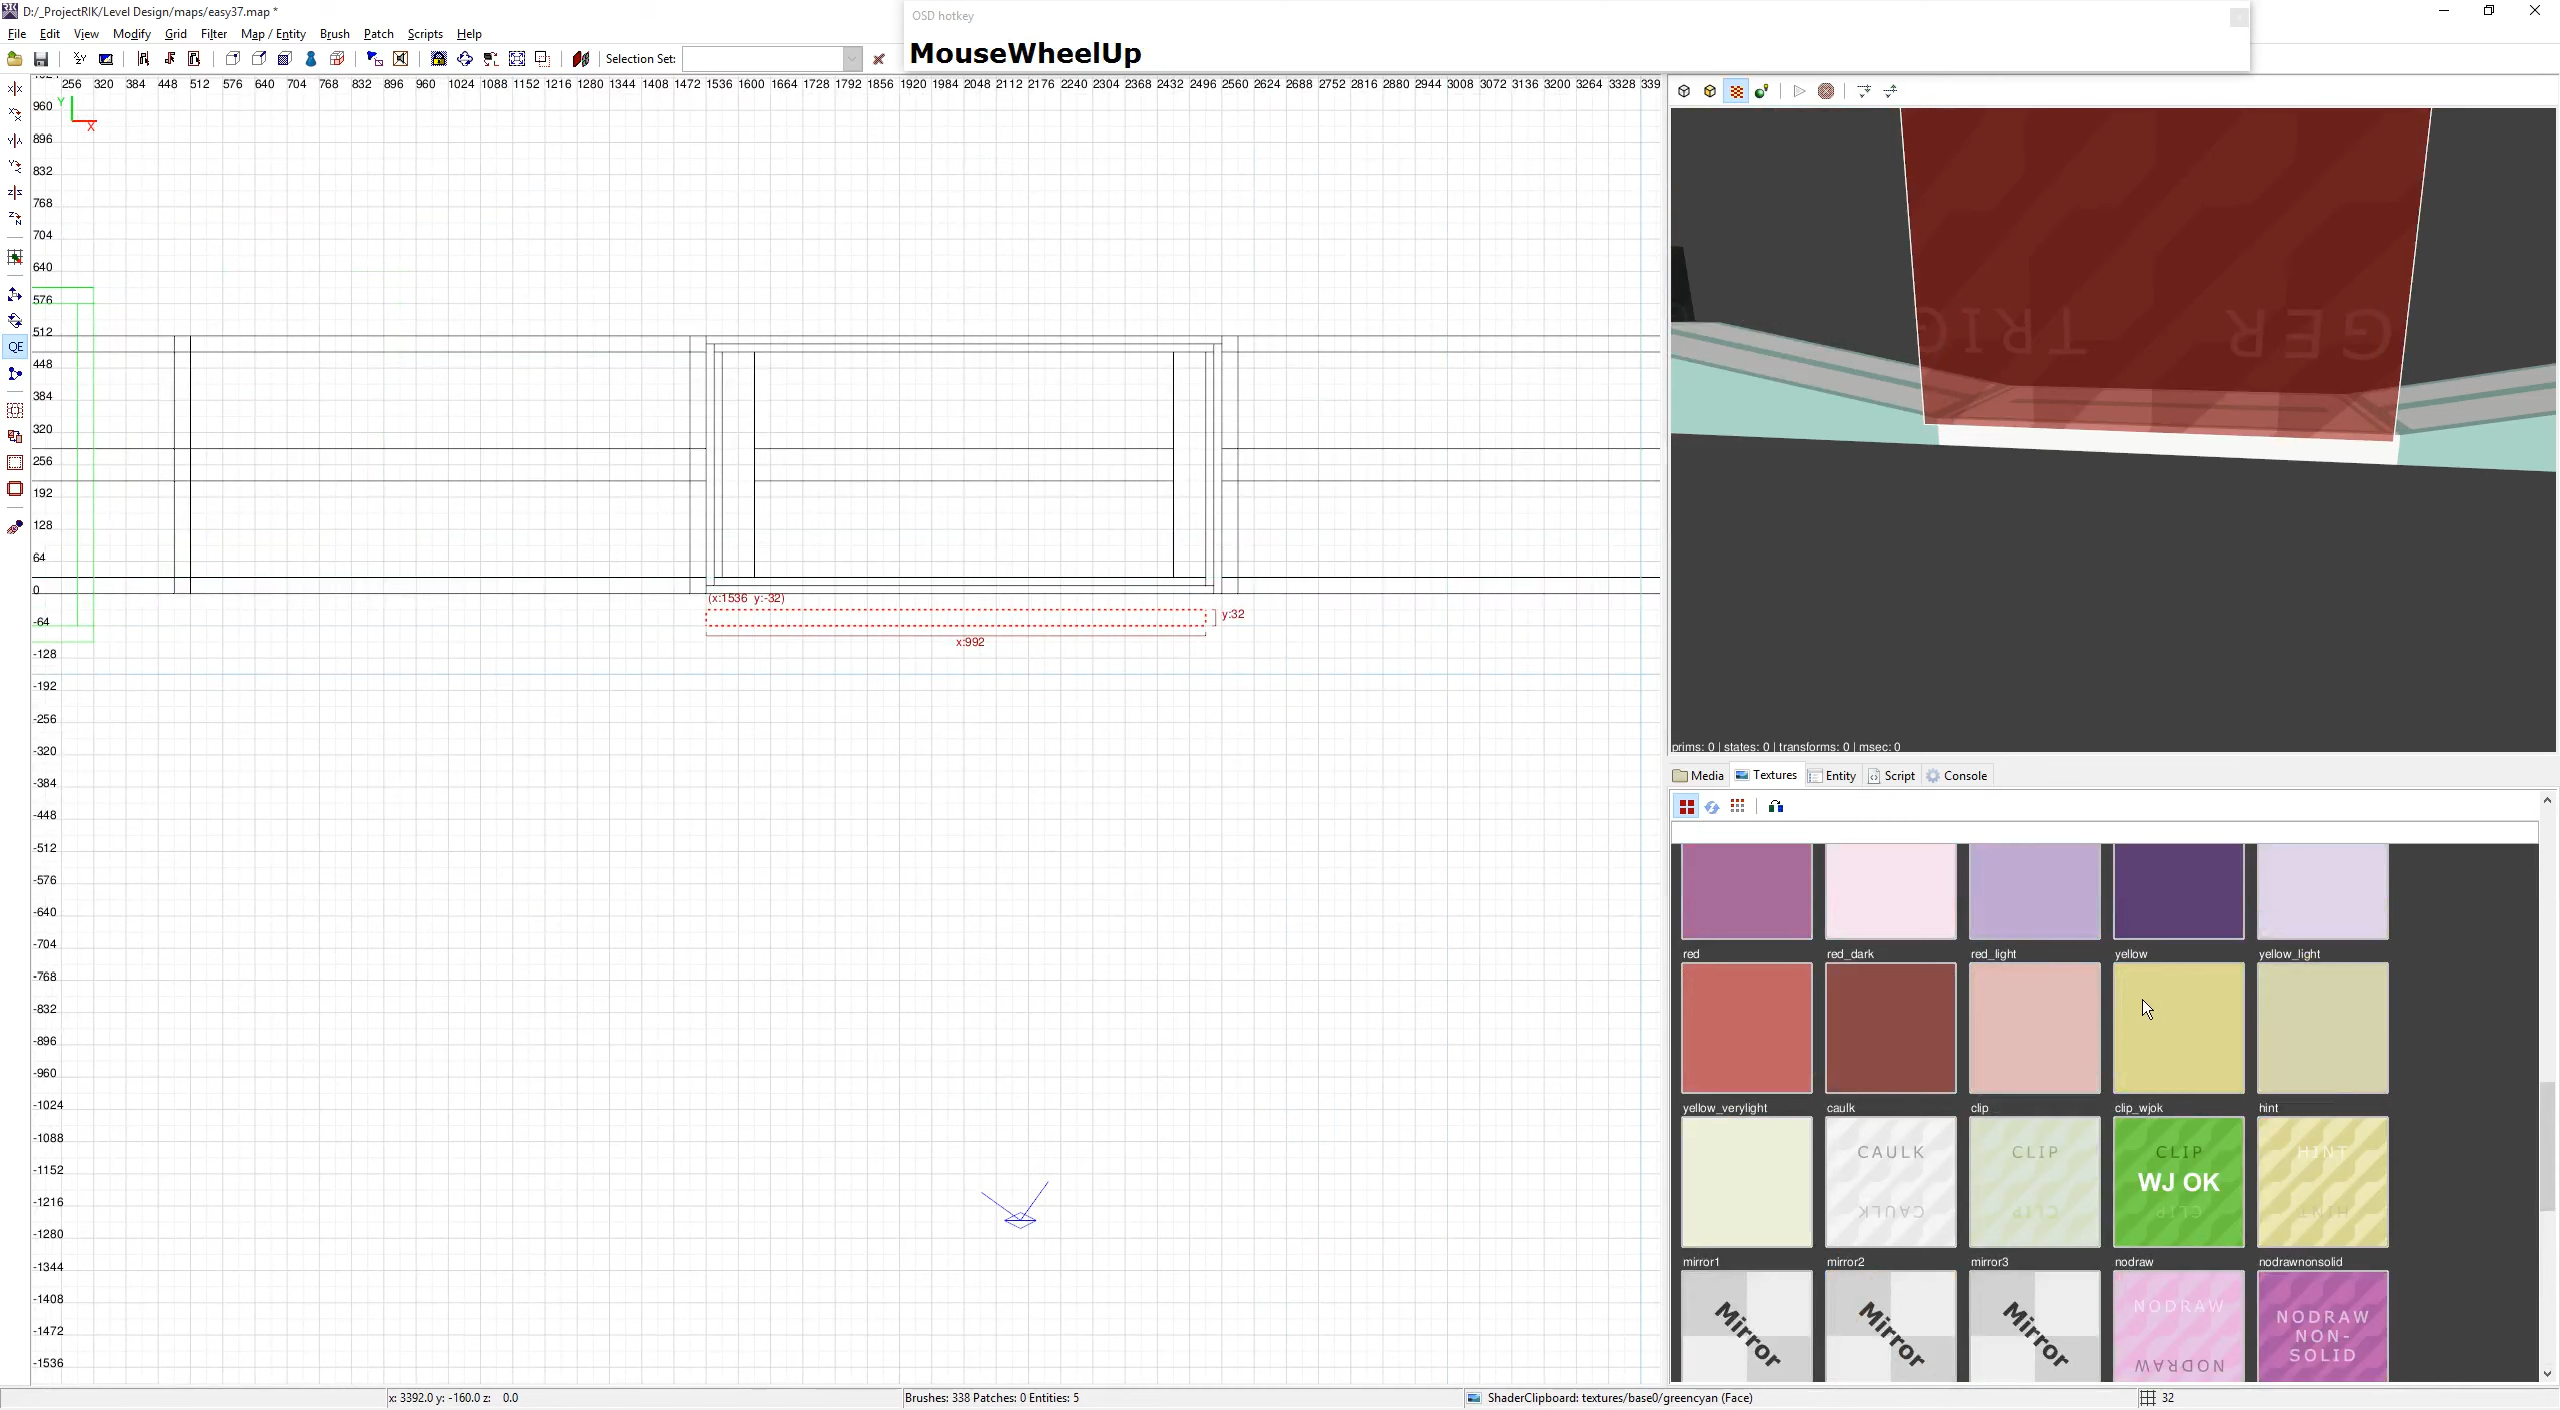 D:/_ProjectRIK/Level Design/maps/easy37.map *
OSD hotkey
MouseWheelUp
File Edit View Modify Grid Filter Map / Entity Brush Patch Scripts Help
Selection Set:
256 320 384 448 512 576 640 704 768 832 896 960 1024 1088 1152 1216 1280 1344 1408 1472 1536 1600 1664 1728 1792 1856 1920 1984 2048 2112 2176 2240 2304 2368 2432 2496 2560 2624 2688 2752 2816 2880 2944 3008 3072 3136 3200 3264 3328 339
Y
X
960
896
832
768
704
640
576
512
448
384
320
256
192
128
64
0
-64
-128
-192
-256
-320
-384
-448
-512
-576
-640
-704
-768
-832
-896
-960
-1024
-1088
-1152
-1216
-1280
-1344
-1408
-1472
-1536
QE
(x:1536 y:-32)
y:32
x:992
TRIG GER
prims: 0 | states: 0 | transforms: 0 | msec: 0
Media Textures Entity Script Console
red red_dark red_light yellow yellow_light
yellow_verylight caulk clip clip_wjok hint
CAULK CLIP CLIP HINT
WJ OK
CAULK CLIP CLIP HINT
mirror1 mirror2 mirror3 nodraw nodrawnonsolid
Mirror Mirror Mirror NODRAW NODRAW
NON-
SOLID
NODRAW
x: 3392.0 y: -160.0 z: 0.0
Brushes: 338 Patches: 0 Entities: 5
ShaderClipboard: textures/base0/greencyan (Face)
32